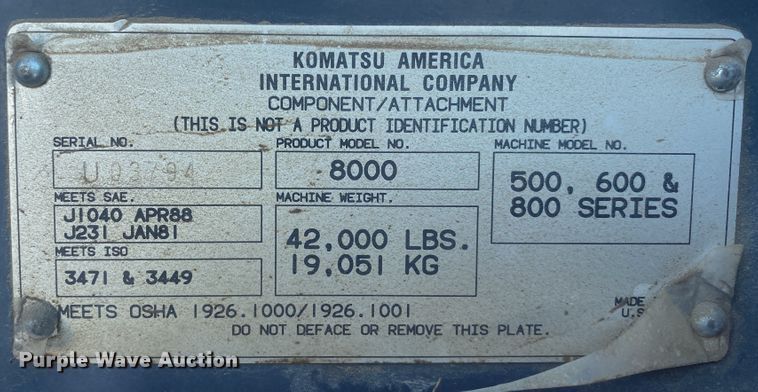 KOMATSU AMERICA
INTERNATIONAL COMPANY
COMPONENT/ATTACHMENT
(THIS IS NOT A PRODUCT IDENTIFICATION NUMBER)
SERIAL NO.
PRODUCT MODEL NO.
MACHINE MODEL NO.
8000
500, 600 &
800 SERIES
MEETS SAE.
J1040 APR88
J231 JAN81
MACHINE WEIGHT.
42,000 LBS.
19,051 KG
MEETS ISO
3471 & 3449
MEETS OSHA 1926.1000/1926.1001
MADE
U.S
DO NOT DEFACE OR REMOVE THIS PLATE.
Purple Wave Auction